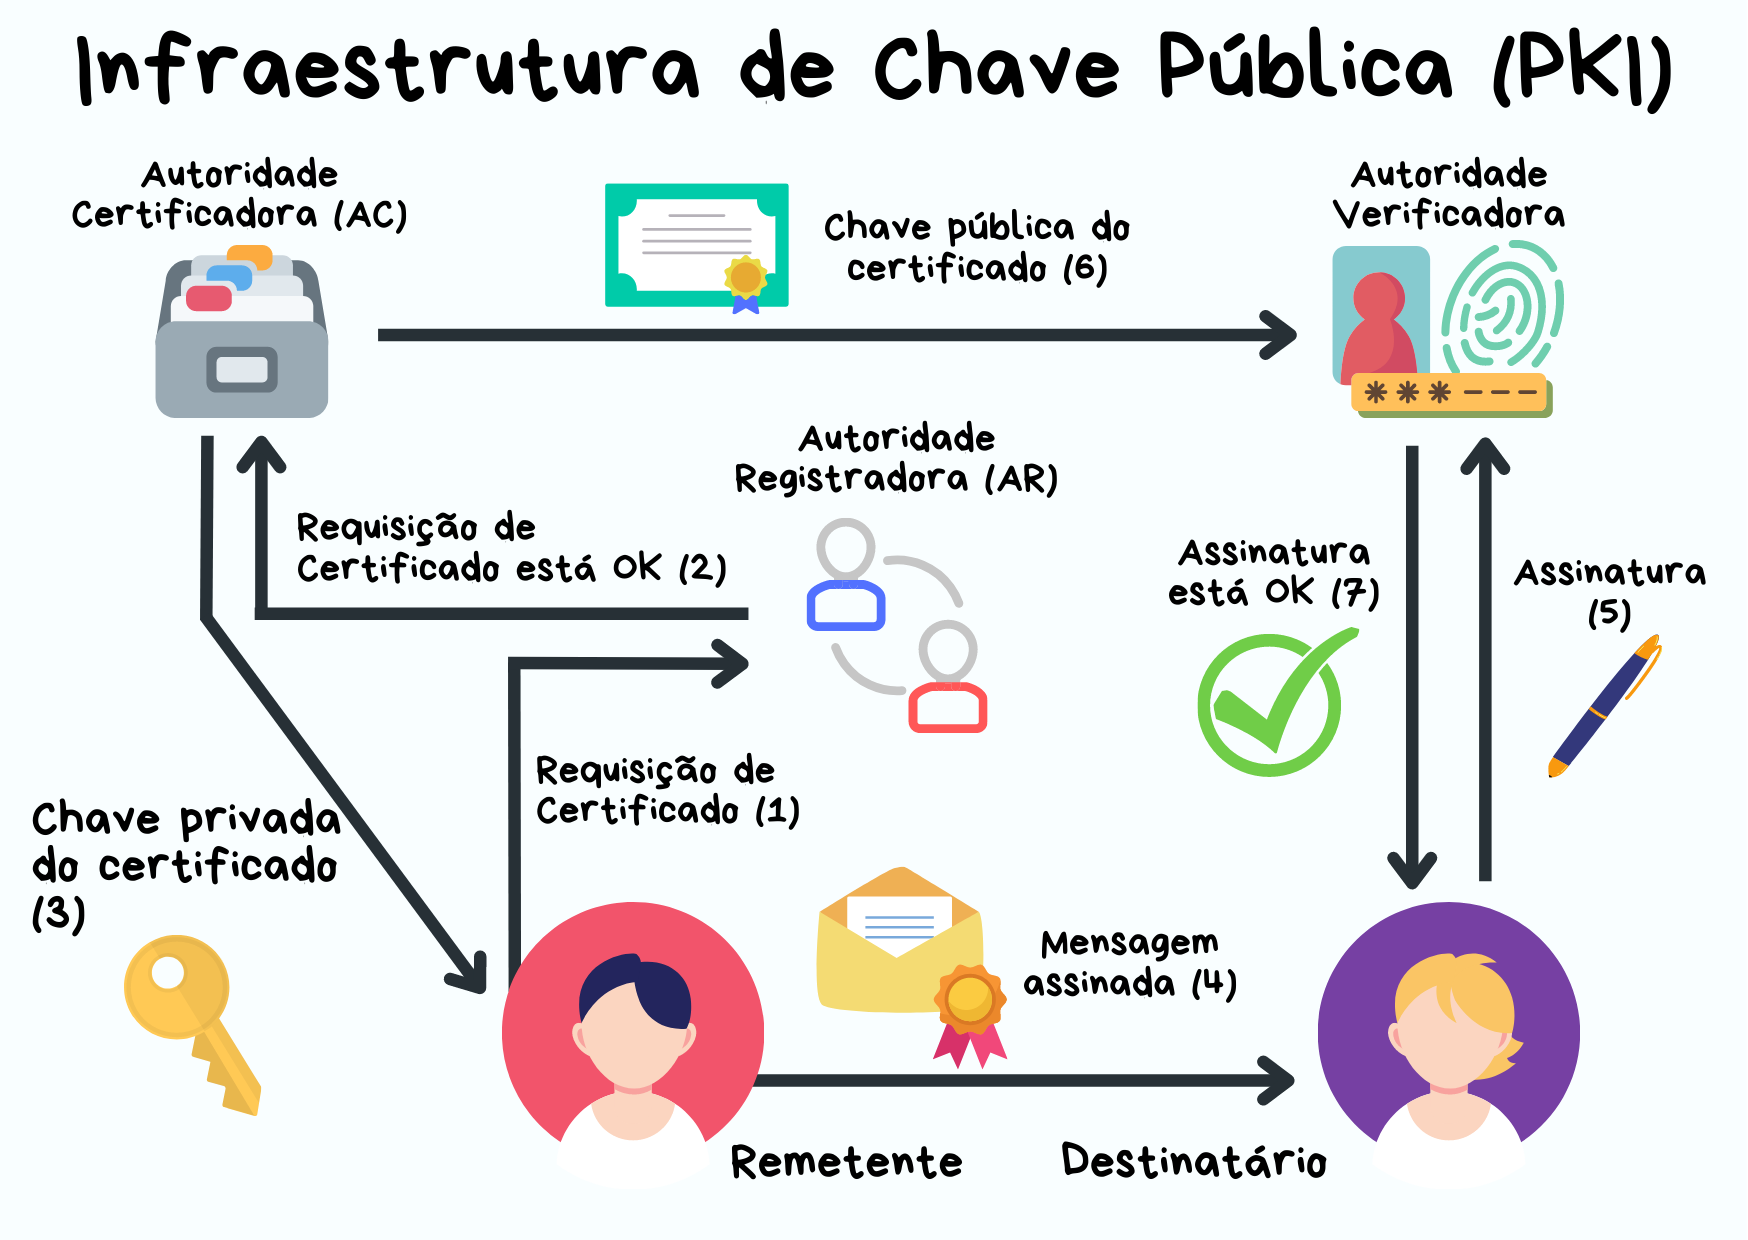 Infraestrutura de Chave Pública (PKI)
Autoridade
Certificadora (AC)
Chave pública do
certificado (6)
Autoridade
Verificadora
***---
Autoridade
Registradora (AR)
Requisição de
Certificado está OK (2)
Assinatura
está OK (7)
Assinatura
(5)
Requisição de
Certificado (1)
Chave privada
do certificado
(3)
Mensagem
assinada (4)
Remetente
Destinatário